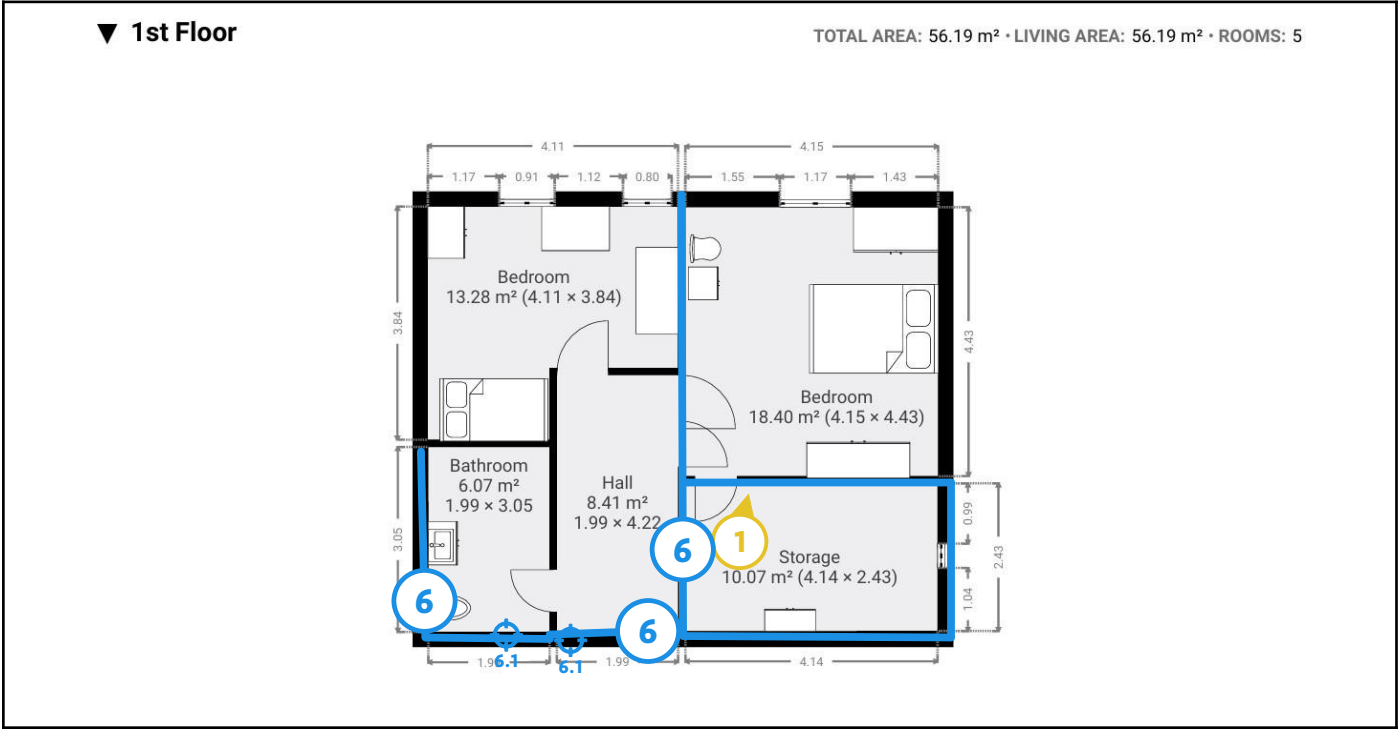 ▼ 1st Floor
TOTAL AREA: 56.19 m² • LIVING AREA: 56.19 m² • ROOMS: 5
4.11
4.15
1.17
0.91
1.12
0.80
1.55
1.17
1.43
Bedroom
13.28 m² (4.11 × 3.84)
3.84
4.43
Bedroom
18.40 m² (4.15 × 4.43)
Bathroom
6.07 m²
1.99 × 3.05
Hall
8.41 m²
1.99 × 4.22
3.05
0.99
2.43
6
1
Storage
10.07 m² (4.14 × 2.43)
1.04
6
6
6.1
6.1
1.99
4.14